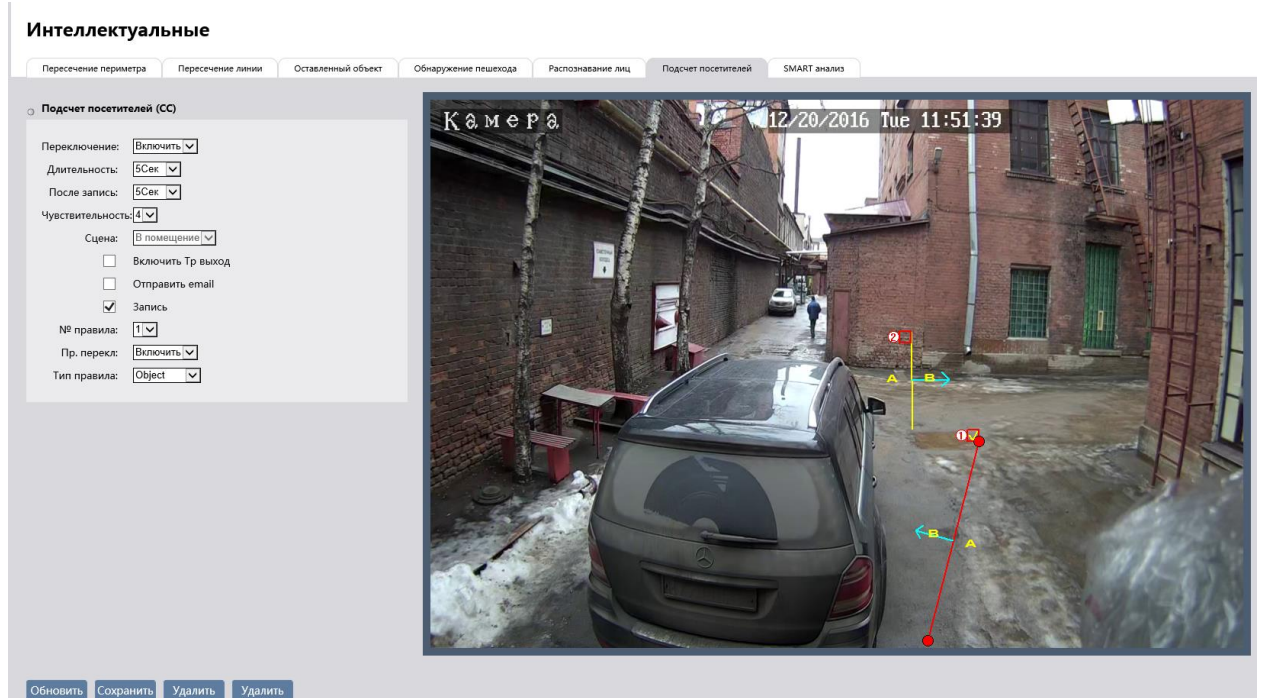 Интеллектуальные
Пересечение периметра Пересечение линии Оставленный объект Обнаружение пешехода Распознавание лиц Подсчет посетителей SMART анализ
Подсчет посетителей (CC)
Переключение: Включить
Длительность: 5Сек
После запись: 5Сек
Чувствительность: 4
Сцена: В помещение
Включить Тр выход
Отправить email
Запись
№ правила: 1
Пр. перекл: Включить
Тип правила: Object
Камера 12/20/2016 Tue 11:51:39
2
A B
1
B A
Обновить Сохранить Удалить Удалить